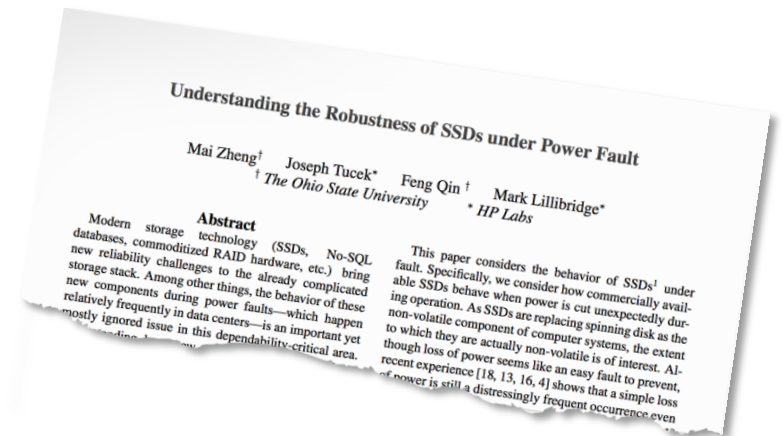 Understanding the Robustness of SSDs under Power Fault
Mai Zheng† Joseph Tucek* Feng Qin† Mark Lillibridge*
† The Ohio State University * HP Labs
Abstract
Modern storage technology (SSDs, No-SQL
databases, commoditized RAID hardware, etc.) bring
new reliability challenges to the already complicated
storage stack. Among other things, the behavior of these
new components during power faults—which happen
relatively frequently in data centers—is an important yet
mostly ignored issue in this dependability-critical area.
This paper considers the behavior of SSDs¹ under
fault. Specifically, we consider how commercially avail-
able SSDs behave when power is cut unexpectedly dur-
ing operation. As SSDs are replacing spinning disk as the
non-volatile component of computer systems, the extent
to which they are actually non-volatile is of interest. Al-
though loss of power seems like an easy fault to prevent,
recent experience [18, 13, 16, 4] shows that a simple loss
of power is still a distressingly frequent occurrence even